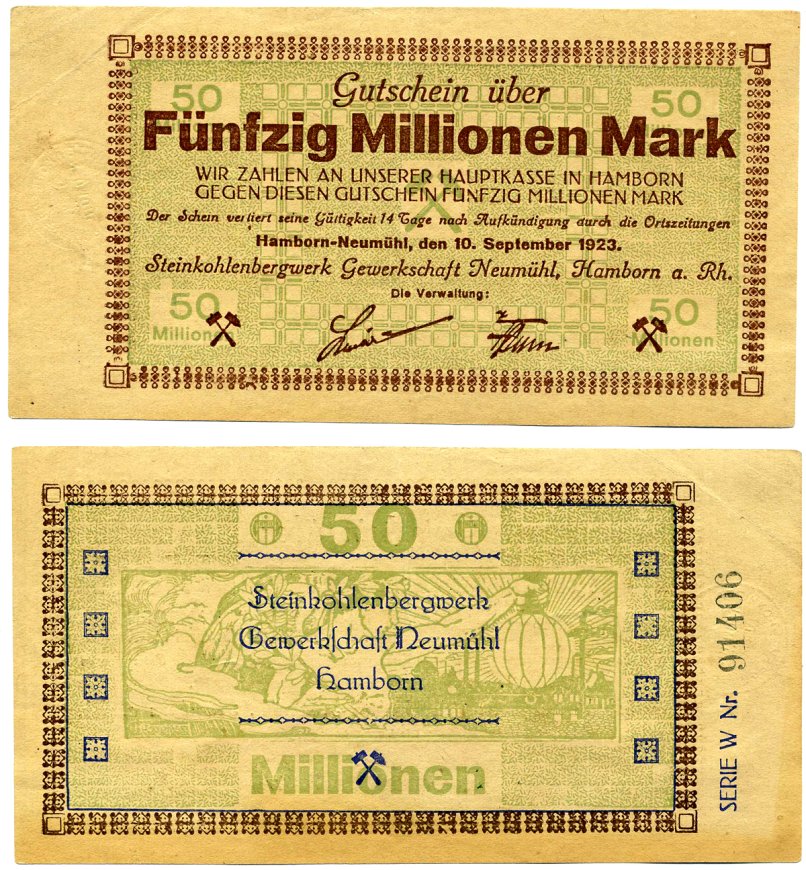 50 50
Gutschein über
Fünfzig Millionen Mark
WIR ZAHLEN AN UNSERER HAUPTKASSE IN HAMBORN
GEGEN DIESEN GUTSCHEIN FÜNFZIG MILLIONEN MARK
Der Schein verliert seine Gültigkeit 14 Tage nach Aufkündigung durch die Ortszeitungen
Hamborn-Neumühl, den 10. September 1923.
Steinkohlenbergwerk Gewerkschaft Neumühl, Hamborn a. Rh.
Die Verwaltung:
50 50
Millionen Millionen
50
Steinkohlenbergwerk
Gewerkschaft Neumühl
Hamborn
Millionen
SERIE W Nr. 91406